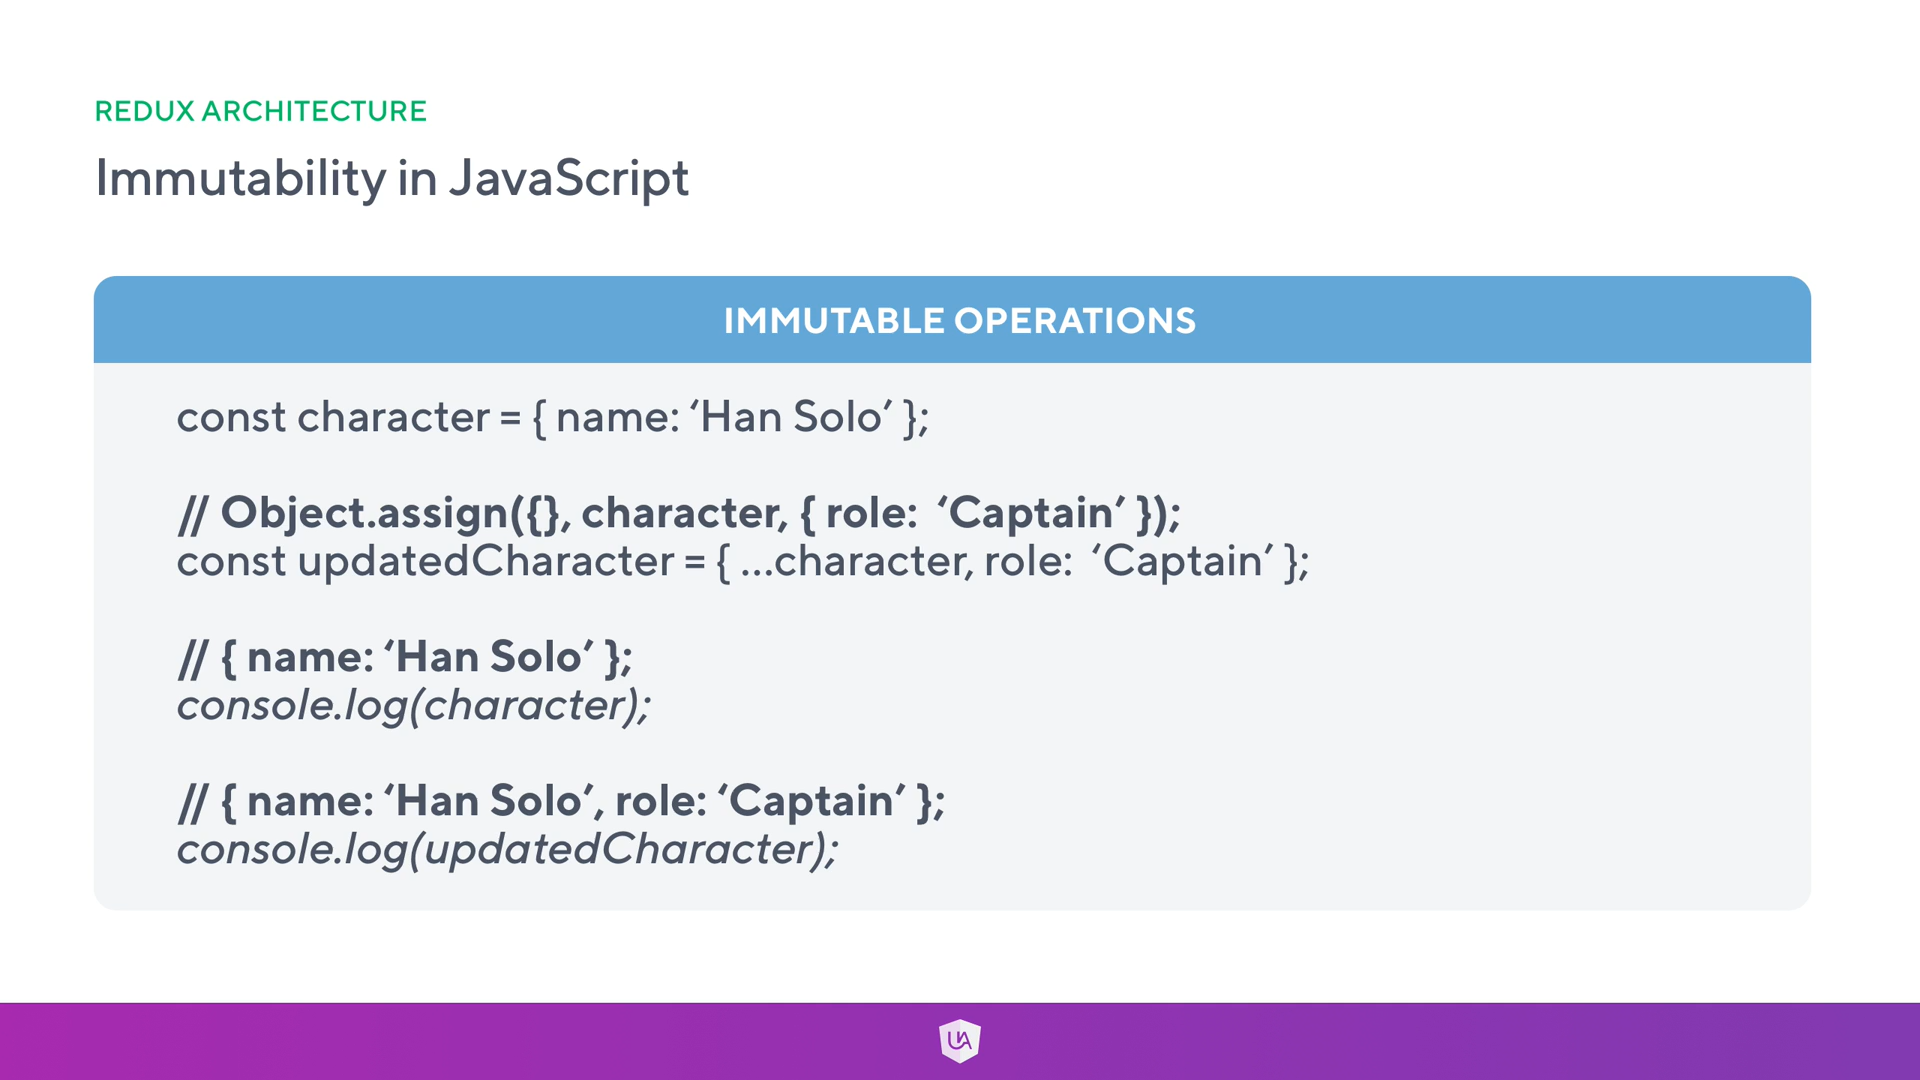 REDUX ARCHITECTURE
Immutability in JavaScript
IMMUTABLE OPERATIONS
const character = { name: ‘Han Solo’ };
// Object.assign({}, character, { role:  ‘Captain’ });
const updatedCharacter = { ...character, role:  ‘Captain’ };
// { name: ‘Han Solo’ };
console.log(character);
// { name: ‘Han Solo’, role: ‘Captain’ };
console.log(updatedCharacter);
UA